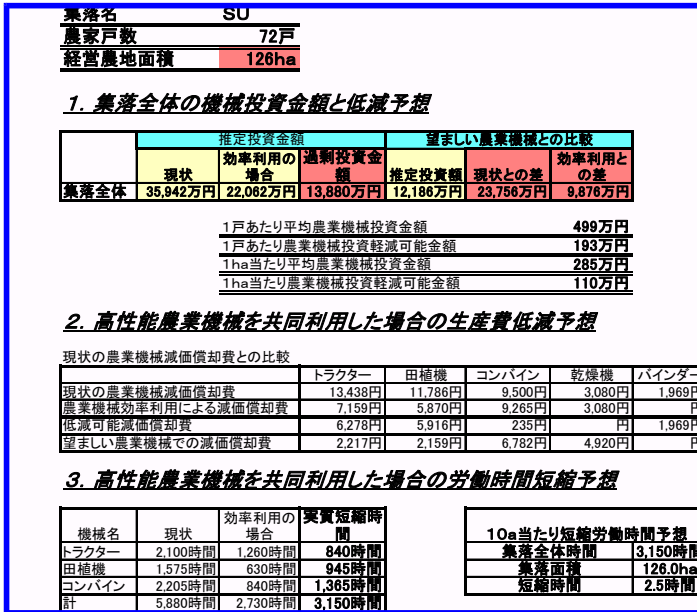 集落名 SU
農家戸数 72戸
経営農地面積 126ha
1. 集落全体の機械投資金額と低減予想
推定投資金額 望ましい農業機械との比較
現状 効率利用の場合 過剰投資金額 推定投資額 現状との差 効率利用との差
集落全体 35,942万円 22,062万円 13,880万円 12,186万円 23,756万円 9,876万円
1戸あたり平均農業機械投資金額 499万円
1戸あたり農業機械投資軽減可能金額 193万円
1ha当たり平均農業機械投資金額 285万円
1ha当たり農業機械投資軽減可能金額 110万円
2. 高性能農業機械を共同利用した場合の生産費低減予想
現状の農業機械減価償却費との比較
トラクター 田植機 コンバイン 乾燥機 バインダー
現状の農業機械減価償却費 13,438円 11,786円 9,500円 3,080円 1,969円
農業機械効率利用による減価償却費 7,159円 5,870円 9,265円 3,080円 円
低減可能減価償却費 6,278円 5,916円 235円 円 1,969円
望ましい農業機械での減価償却費 2,217円 2,159円 6,782円 4,920円 円
3. 高性能農業機械を共同利用した場合の労働時間短縮予想
機械名 現状 効率利用の場合 実質短縮時間
トラクター 2,100時間 1,260時間 840時間
田植機 1,575時間 630時間 945時間
コンバイン 2,205時間 840時間 1,365時間
計 5,880時間 2,730時間 3,150時間
10a当たり短縮労働時間予想
集落全体時間 3,150時間
集落面積 126.0ha
短縮時間 2.5時間